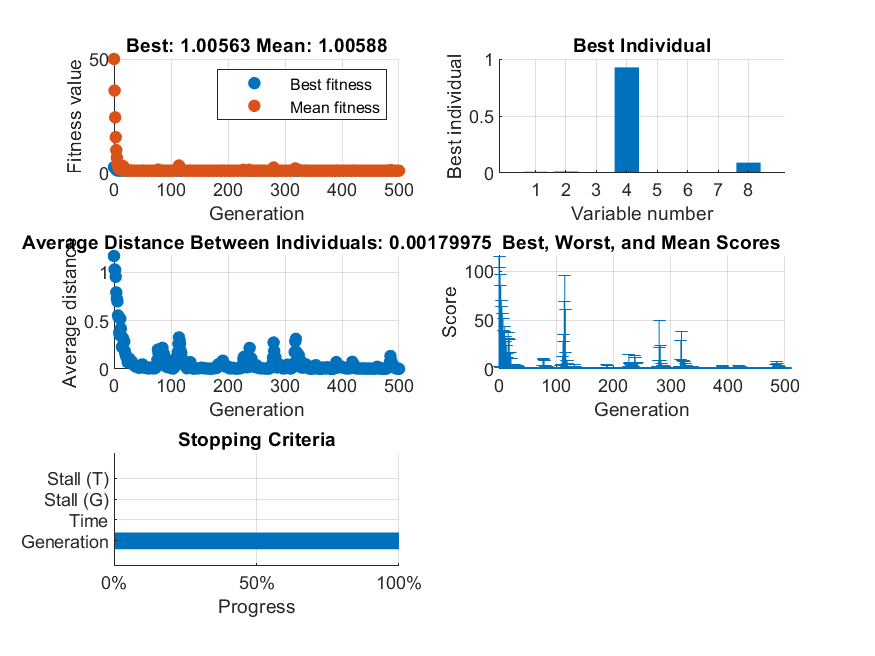 Best: 1.00563 Mean: 1.00588
Fitness value
50
0
Best fitness
Mean fitness
0 100 200 300 400 500
Generation
Best Individual
Best individual
1
0.5
0
1 2 3 4 5 6 7 8
Variable number
Average Distance Between Individuals: 0.00179975
Average distance
1
0.5
0
0 100 200 300 400 500
Generation
Best, Worst, and Mean Scores
Score
100
50
0
0 100 200 300 400 500
Generation
Stopping Criteria
Stall (T)
Stall (G)
Time
Generation
0% 50% 100%
Progress